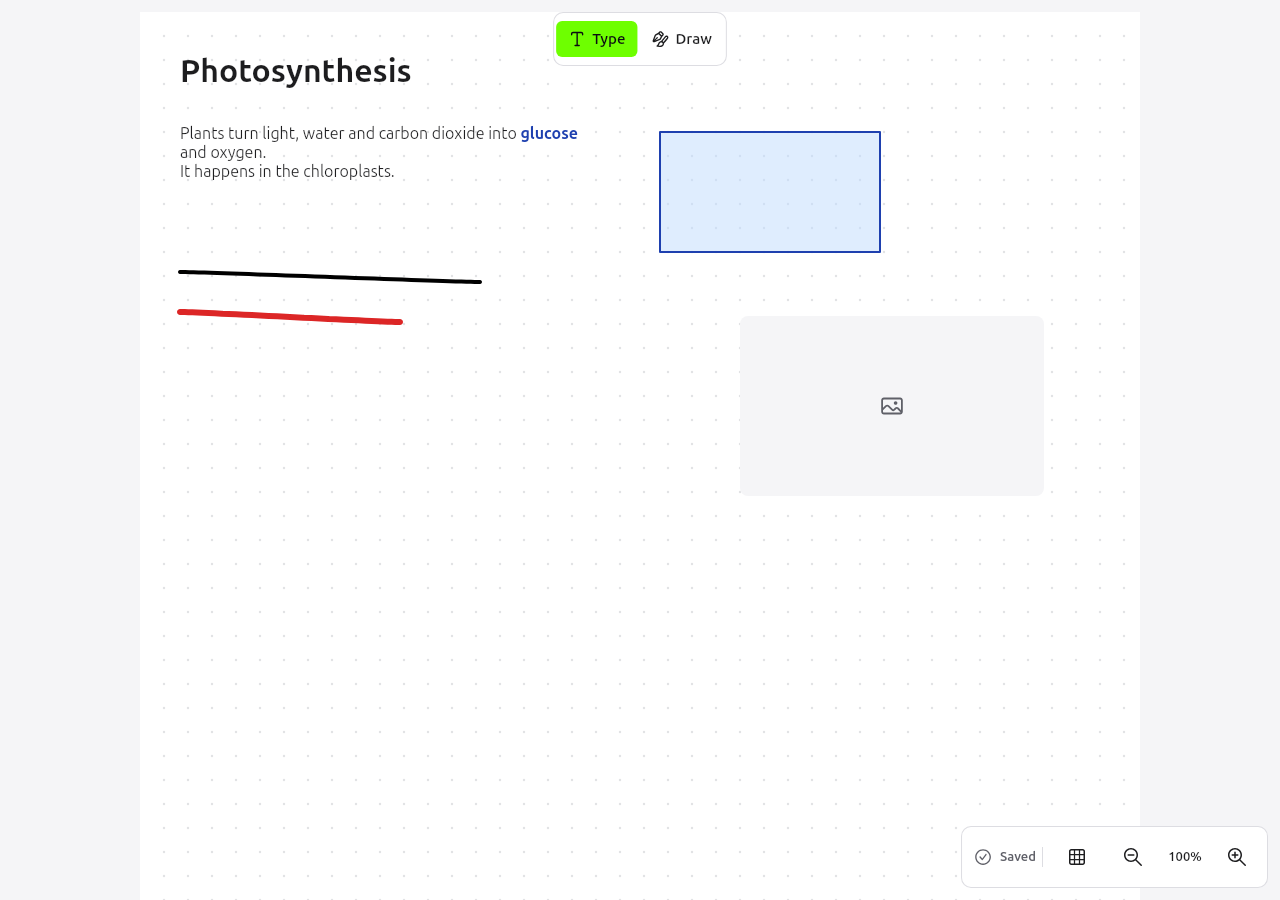 Type Draw
Photosynthesis
Plants turn light, water and carbon dioxide into glucose
and oxygen.
It happens in the chloroplasts.
Saved 100%